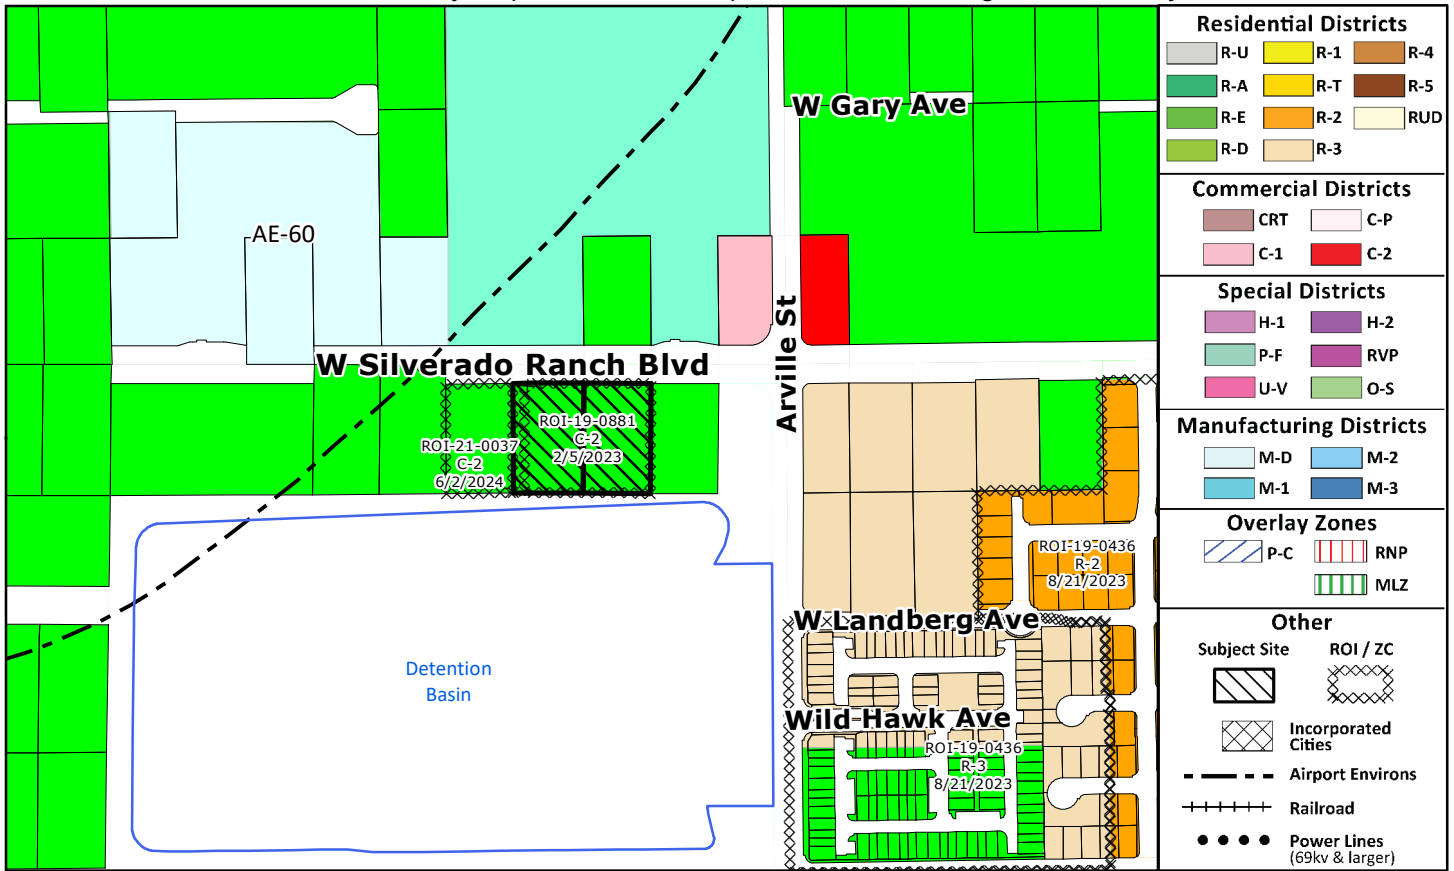 W Gary Ave
AE-60
Arville St
W Silverado Ranch Blvd
ROI-21-0037
C-2
6/2/2024
ROI-19-0881
C-2
2/5/2023
ROI-19-0436
R-2
8/21/2023
W Landberg Ave
Detention
Basin
Wild Hawk Ave
ROI-19-0436
R-3
8/21/2023
Residential Districts
R-U R-1 R-4
R-A R-T R-5
R-E R-2 RUD
R-D R-3
Commercial Districts
CRT C-P
C-1 C-2
Special Districts
H-1 H-2
P-F RVP
U-V O-S
Manufacturing Districts
M-D M-2
M-1 M-3
Overlay Zones
P-C RNP
MLZ
Other
Subject Site ROI / ZC
Incorporated
Cities
Airport Environs
Railroad
Power Lines
(69kv & larger)